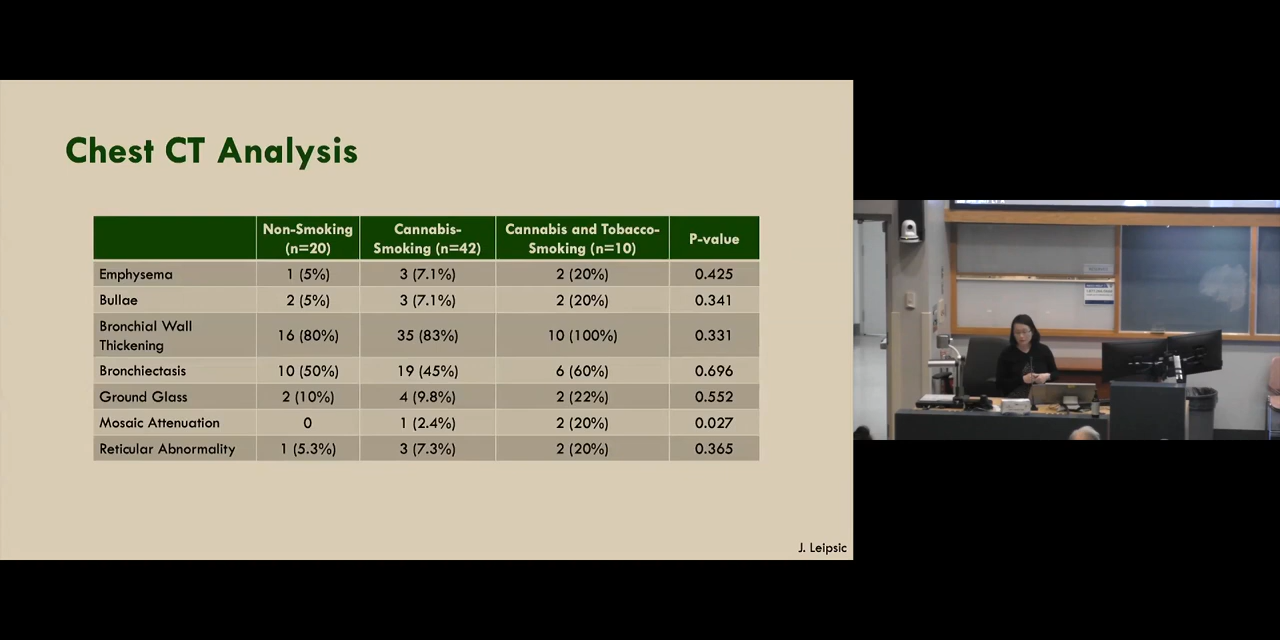 Chest CT Analysis
Non-Smoking (n=20) Cannabis-Smoking (n=42) Cannabis and Tobacco-Smoking (n=10) P-value
Emphysema 1 (5%) 3 (7.1%) 2 (20%) 0.425
Bullae 2 (5%) 3 (7.1%) 2 (20%) 0.341
Bronchial Wall Thickening 16 (80%) 35 (83%) 10 (100%) 0.331
Bronchiectasis 10 (50%) 19 (45%) 6 (60%) 0.696
Ground Glass 2 (10%) 4 (9.8%) 2 (22%) 0.552
Mosaic Attenuation 0 1 (2.4%) 2 (20%) 0.027
Reticular Abnormality 1 (5.3%) 3 (7.3%) 2 (20%) 0.365
J. Leipsic